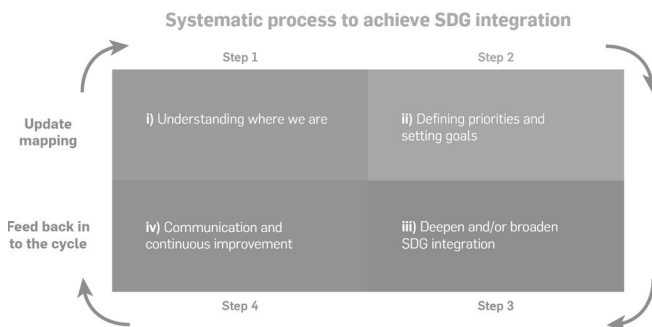 Systematic process to achieve SDG integration
Step 1
Step 2
Update
mapping
i) Understanding where we are
ii) Defining priorities and
setting goals
Feed back in
to the cycle
iv) Communication and
continuous improvement
iii) Deepen and/or broaden
SDG integration
Step 4
Step 3